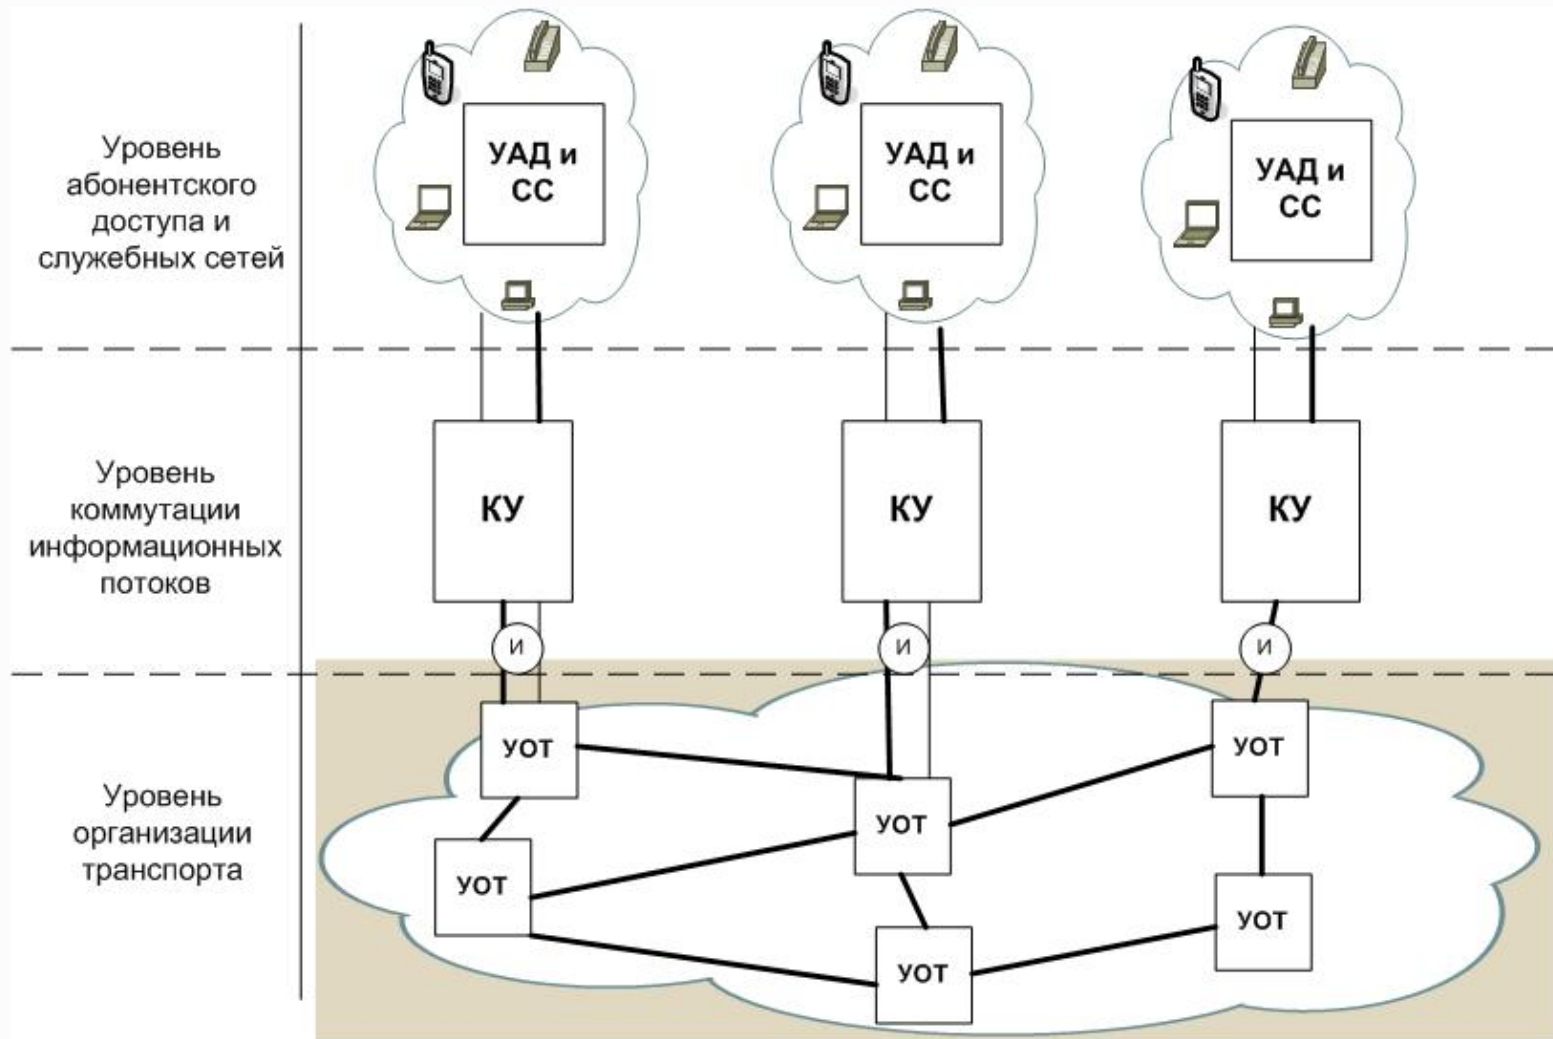 Уровень
абонентского
доступа и
служебных сетей
УАД и
СС
УАД и
СС
УАД и
СС
Уровень
коммутации
информационных
потоков
КУ
КУ
КУ
И
И
И
Уровень
организации
транспорта
УОТ
УОТ
УОТ
УОТ
УОТ
УОТ